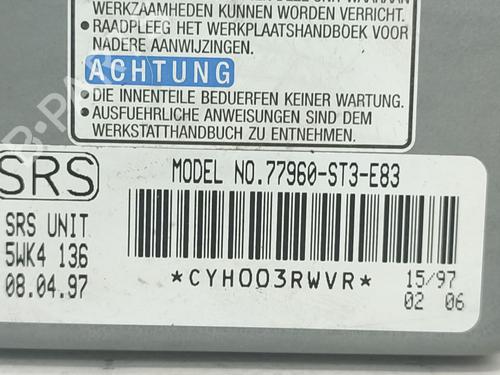 WERKZAAMHEDEN KUNNEN WORDEN VERRICHT.
• RAADPLEEG HET WERKPLAATSHANDBOEK VOOR
NADERE AANWIJZINGEN.
ACHTUNG
• DIE INNENTEILE BEDUERFEN KEINER WARTUNG.
• AUSFUEHRLICHE ANWEISUNGEN SIND DEM
WERKSTATTHANDBUCH ZU ENTNEHMEN.
SRS
MODEL NO.77960-ST3-E83
SRS UNIT
5WK4 136
08.04.97
*CYH003RWVR*
15/97
02 06